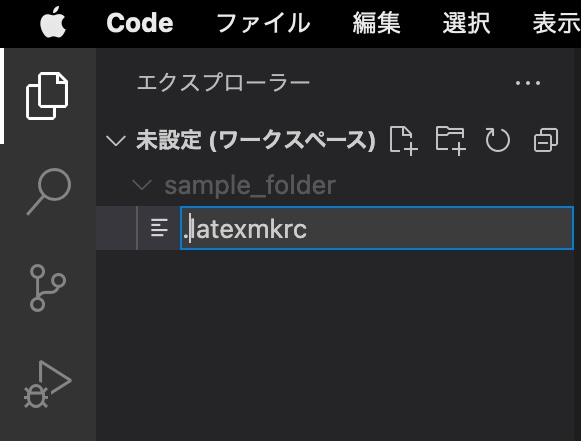 Code ファイル 編集 選択 表示
エクスプローラー
未設定 (ワークスペース)
sample_folder
.latexmkrc